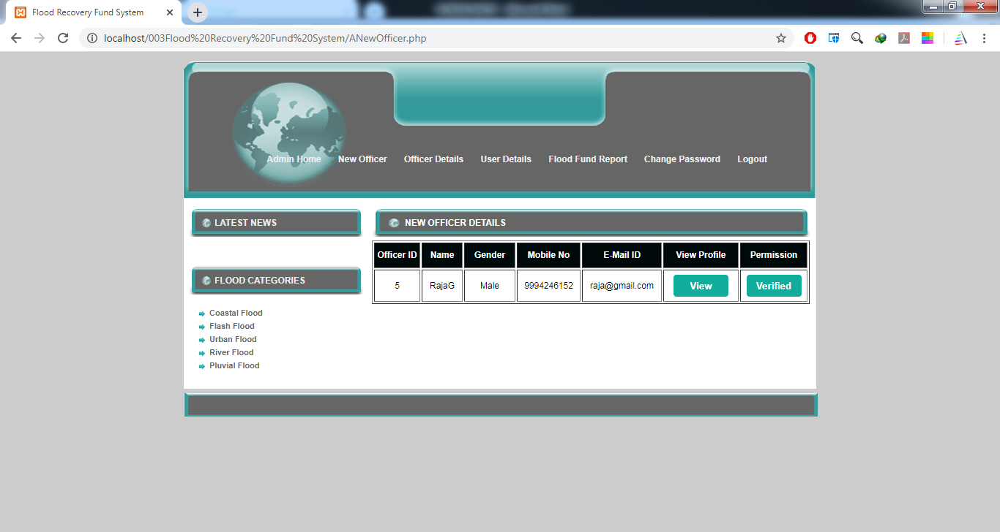 Flood Recovery Fund System
localhost/003Flood%20Recovery%20Fund%20System/ANewOfficer.php
Admin Home New Officer Officer Details User Details Flood Fund Report Change Password Logout
LATEST NEWS
FLOOD CATEGORIES
Coastal Flood
Flash Flood
Urban Flood
River Flood
Pluvial Flood
NEW OFFICER DETAILS
Officer ID Name Gender Mobile No E-Mail ID View Profile Permission
5 RajaG Male 9994246152 raja@gmail.com View Verified